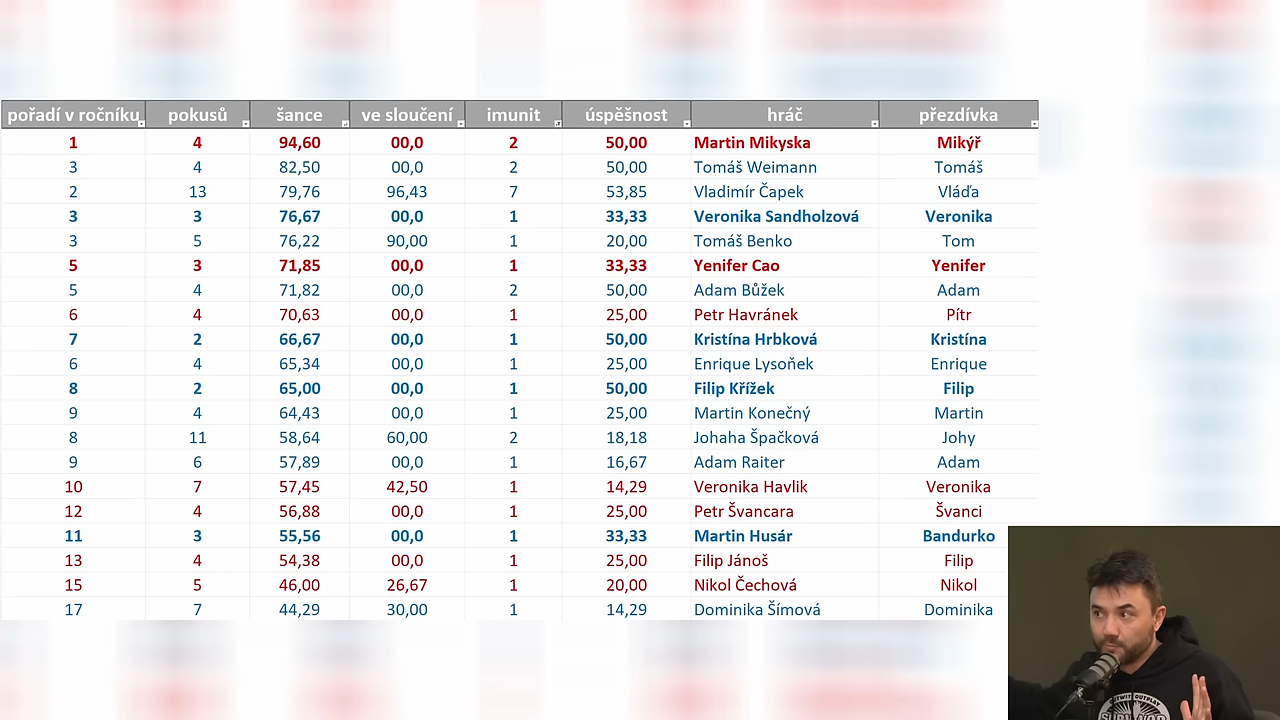 pořadí v ročníku pokusů šance ve sloučení imunit úspěšnost hráč přezdívka
1 4 94,60 00,0 2 50,00 Martin Mikyska Mikýř
3 4 82,50 00,0 2 50,00 Tomáš Weimann Tomáš
2 13 79,76 96,43 7 53,85 Vladimír Čapek Vláďa
3 3 76,67 00,0 1 33,33 Veronika Sandholzová Veronika
3 5 76,22 90,00 1 20,00 Tomáš Benko Tom
5 3 71,85 00,0 1 33,33 Yenifer Cao Yenifer
5 4 71,82 00,0 2 50,00 Adam Bůžek Adam
6 4 70,63 00,0 1 25,00 Petr Havránek Pítr
7 2 66,67 00,0 1 50,00 Kristína Hrbková Kristína
6 4 65,34 00,0 1 25,00 Enrique Lysoňek Enrique
8 2 65,00 00,0 1 50,00 Filip Křížek Filip
9 4 64,43 00,0 1 25,00 Martin Konečný Martin
8 11 58,64 60,00 2 18,18 Johaha Špačková Johy
9 6 57,89 00,0 1 16,67 Adam Raiter Adam
10 7 57,45 42,50 1 14,29 Veronika Havlik Veronika
12 4 56,88 00,0 1 25,00 Petr Švancara Švanci
11 3 55,56 00,0 1 33,33 Martin Husár Bandurko
13 4 54,38 00,0 1 25,00 Filip Jánoš Filip
15 5 46,00 26,67 1 20,00 Nikol Čechová Nikol
17 7 44,29 30,00 1 14,29 Dominika Šímová Dominika